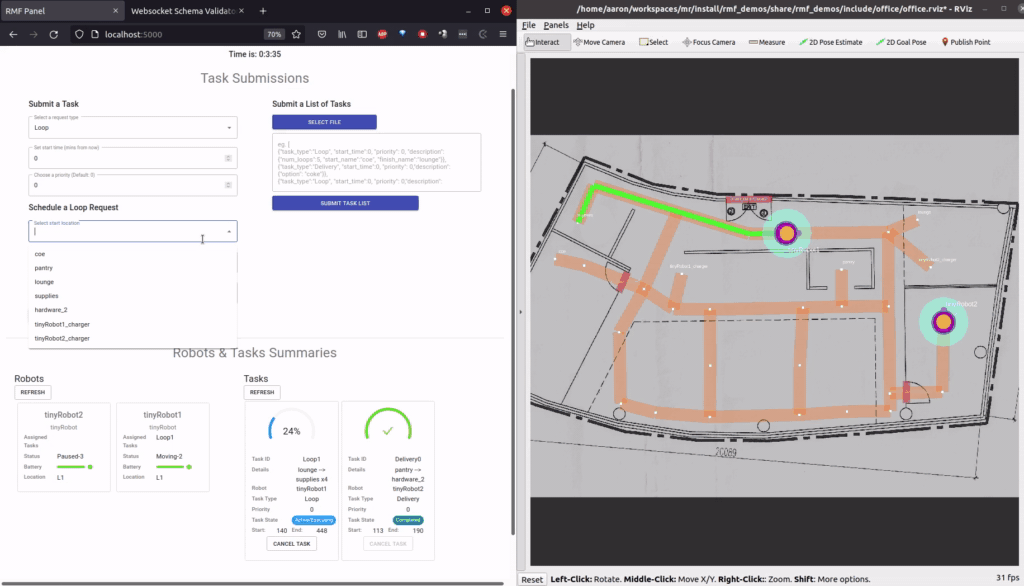 RMF Panel
Websocket Schema Validato
localhost:5000
70%
Time is: 0:3:35
Task Submissions
Submit a Task
Select a request type
Loop
Set start time (mins from now)
0
Choose a priority (Default: 0)
0
Schedule a Loop Request
Select start location
coe
pantry
lounge
supplies
hardware_2
tinyRobot1_charger
tinyRobot2_charger
Submit a List of Tasks
SELECT FILE
eg. [
{"task_type":"Loop", "start_time":0, "priority": 0, "description":
{"num_loops":5, "start_name":"coe", "finish_name":"lounge"}},
{"task_type":"Delivery", "start_time":0, "priority": 0,"description":
{"option": "coke"}},
{"task_type":"Loop", "start_time":0, "priority":0, "description":
SUBMIT TASK LIST
Robots & Tasks Summaries
Robots
REFRESH
tinyRobot2
tinyRobot
Assigned Tasks
Status Paused-3
Battery
Location L1
tinyRobot1
tinyRobot
Assigned Loop1
Tasks
Status Moving-2
Battery
Location L1
Tasks
REFRESH
24%
Task ID Loop1
Details lounge ->
supplies x4
Robot tinyRobot1
Task Type Loop
Priority 0
Task State Active/Executing
Start: 140 End: 448
CANCEL TASK
Task ID Delivery0
Details pantry ->
hardware_2
Robot tinyRobot2
Task Type Delivery
Priority 0
Task State Completed
Start: 113 End: 190
CANCEL TASK
/home/aaron/workspaces/mr/install/rmf_demos/share/rmf_demos/include/office/office.rviz* - RViz
File Panels Help
Interact Move Camera Select Focus Camera Measure 2D Pose Estimate 2D Goal Pose Publish Point
coe
tinyRobot1_charger
tinyRobot2
20089
Reset Left-Click: Rotate. Middle-Click: Move X/Y. Right-Click:: Zoom. Shift: More options.
31 fps